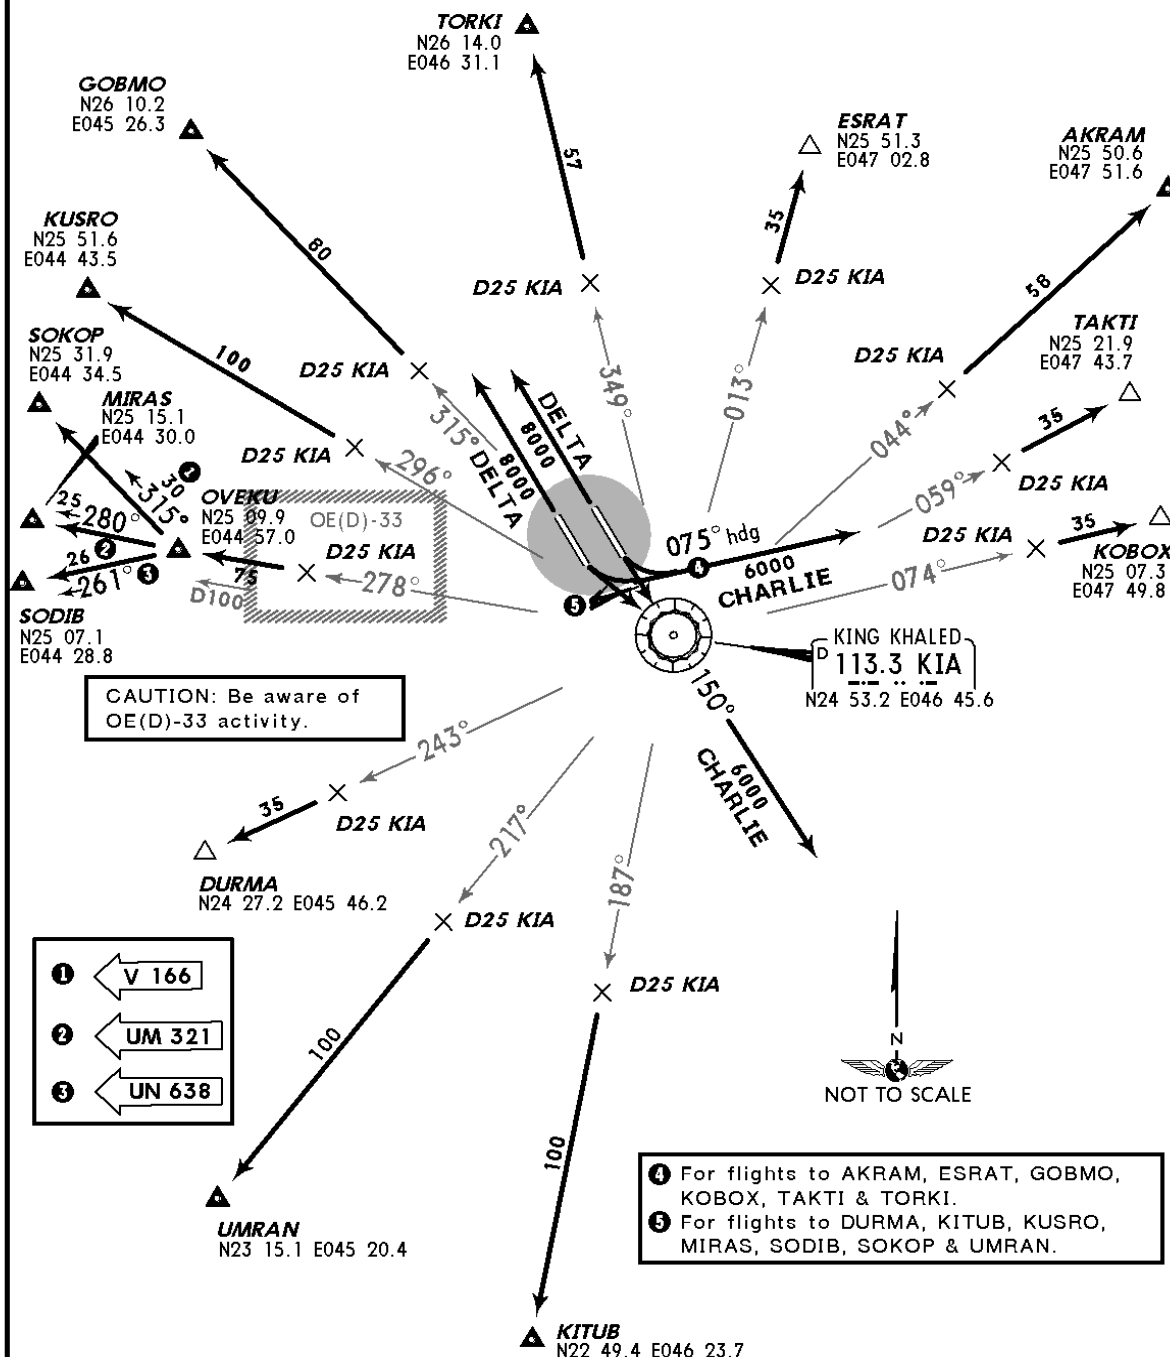 TORKI
N26 14.0
E046 31.1
GOBMO
N26 10.2
E045 26.3
ESRAT
N25 51.3
E047 02.8
AKRAM
N25 50.6
E047 51.6
57
35
KUSRO
N25 51.6
E044 43.5
80
D25 KIA
D25 KIA
58
SOKOP
N25 31.9
E044 34.5
100
TAKTI
N25 21.9
E047 43.7
D25 KIA
D25 KIA
MIRAS
N25 15.1
E044 30.0
349°
013°
315°
DELTA
8000
044°
35
D25 KIA
296°
DELTA
8000
D25 KIA
059°
1
30
315°
25
280°
2
OVEKU
N25 09.9
E044 57.0
OE(D)-33
D25 KIA
075° hdg
D25 KIA
35
KOBOX
N25 07.3
E047 49.8
26
261°
3
75
D100
278°
4
6000
CHARLIE
074°
5
SODIB
N25 07.1
E044 28.8
KING KHALED
D 113.3 KIA
N24 53.2 E046 45.6
CAUTION: Be aware of
OE(D)-33 activity.
150°
6000
CHARLIE
243°
35
D25 KIA
217°
187°
DURMA
N24 27.2 E045 46.2
D25 KIA
D25 KIA
1 V 166
2 UM 321
3 UN 638
100
N
NOT TO SCALE
100
UMRAN
N23 15.1 E045 20.4
4 For flights to AKRAM, ESRAT, GOBMO,
KOBOX, TAKTI & TORKI.
5 For flights to DURMA, KITUB, KUSRO,
MIRAS, SODIB, SOKOP & UMRAN.
KITUB
N22 49.4 E046 23.7